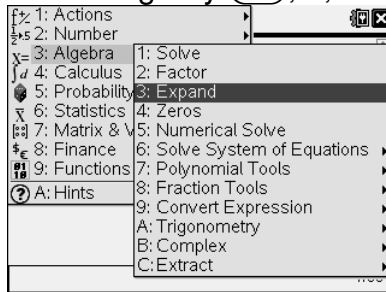 1: Actions
2: Number
3: Algebra
4: Calculus
5: Probability
6: Statistics
7: Matrix & V
8: Finance
9: Functions
A: Hints
1: Solve
2: Factor
3: Expand
4: Zeros
5: Numerical Solve
6: Solve System of Equations
7: Polynomial Tools
8: Fraction Tools
9: Convert Expression
A: Trigonometry
B: Complex
C: Extract